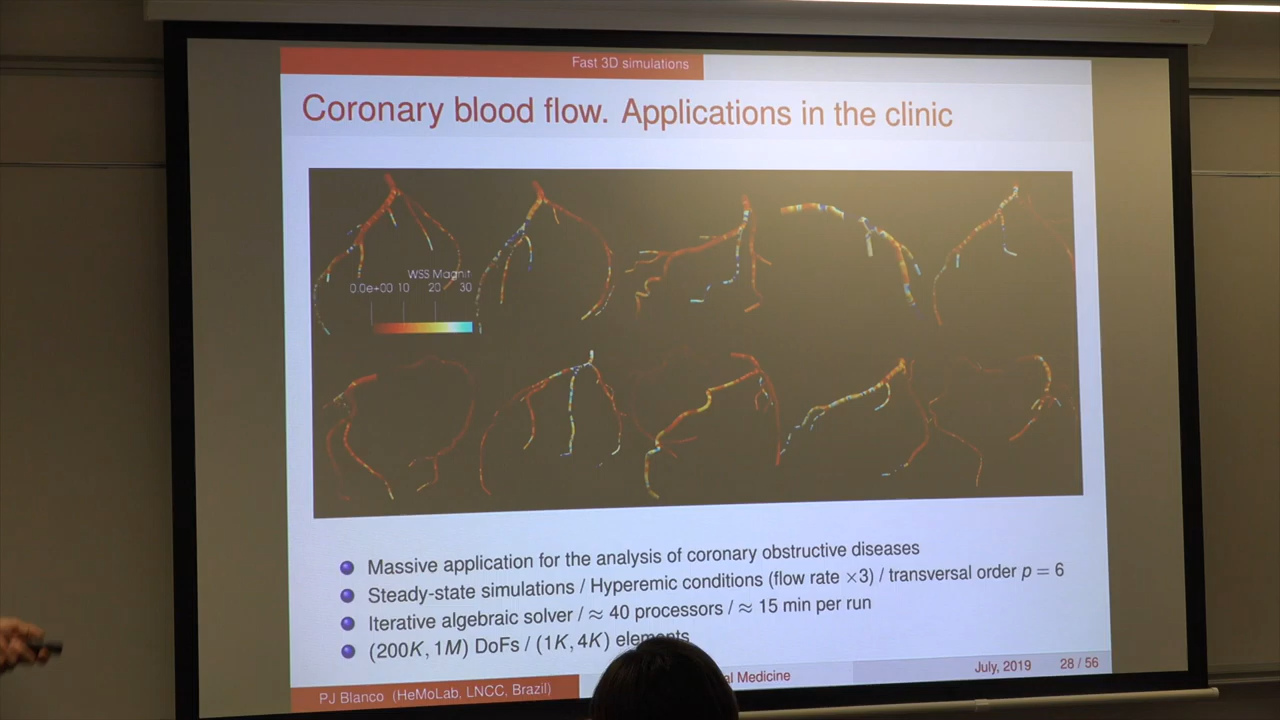 Fast 3D simulations
Coronary blood flow. Applications in the clinic
WSS Magnit
0.0e+00 10 20 30
Massive application for the analysis of coronary obstructive diseases
Steady-state simulations / Hyperemic conditions (flow rate ×3) / transversal order p = 6
Iterative algebraic solver / ≈ 40 processors / ≈ 15 min per run
(200K, 1M) DoFs / (1K, 4K) elements
PJ Blanco (HeMoLab, LNCC, Brazil)
Medicine
July, 2019 28 / 56